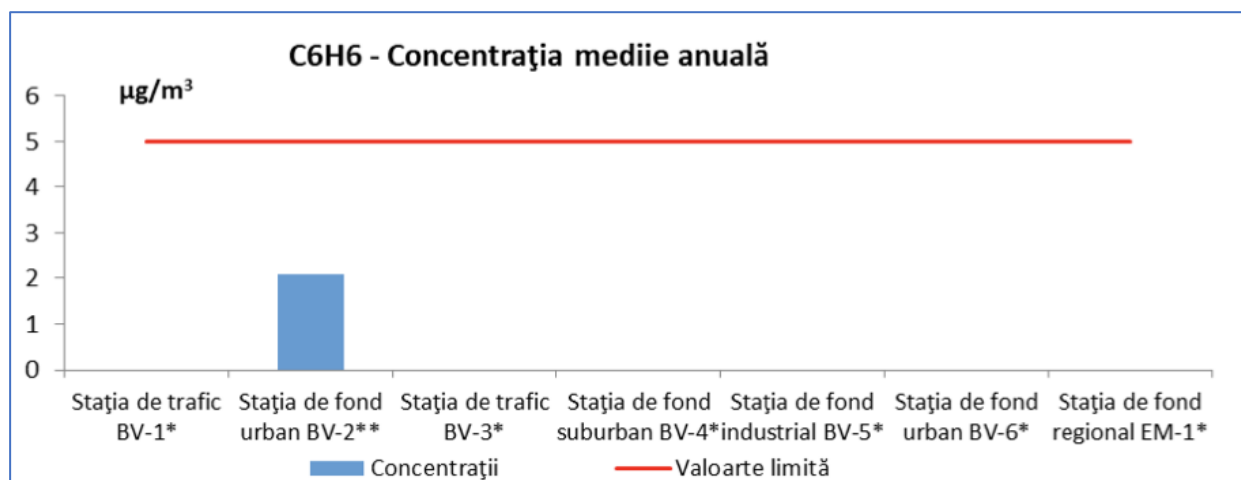 C6H6 - Concentraţia mediie anuală
µg/m³
6
5
4
3
2
1
0
Staţia de trafic BV-1*
Staţia de fond urban BV-2**
Staţia de trafic BV-3*
Staţia de fond suburban BV-4*
Staţia de fond industrial BV-5*
Staţia de fond urban BV-6*
Staţia de fond regional EM-1*
Concentraţii
Valoarte limită